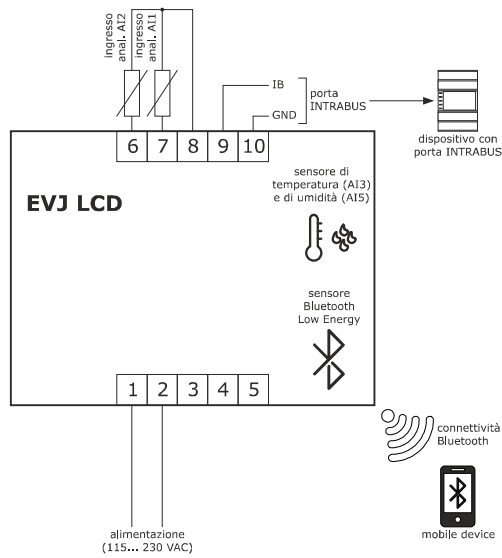 ingresso
anal. AI2
ingresso
anal. AI1
IB
GND
porta
INTRABUS
dispositivo con
porta INTRABUS
6 7 8 9 10
EVJ LCD
sensore di
temperatura (AI3)
e di umidità (AI5)
sensore
Bluetooth
Low Energy
1 2 3 4 5
connettività
Bluetooth
alimentazione
(115... 230 VAC)
mobile device